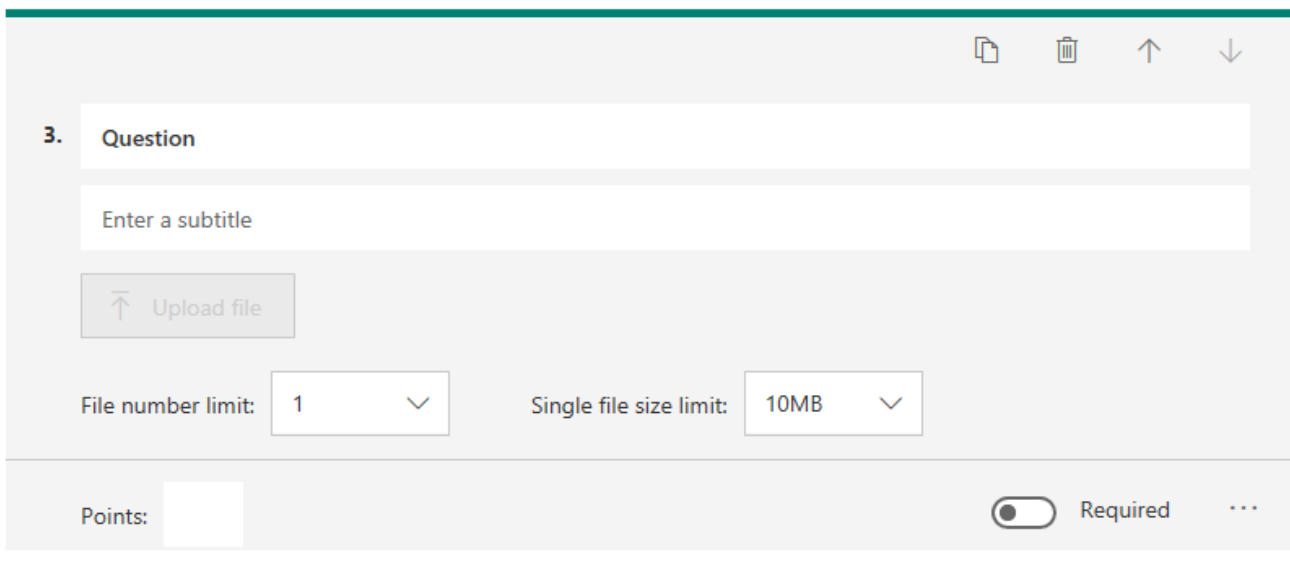 3. Question
Enter a subtitle
Upload file
File number limit: 1 Single file size limit: 10MB
Points: Required ...